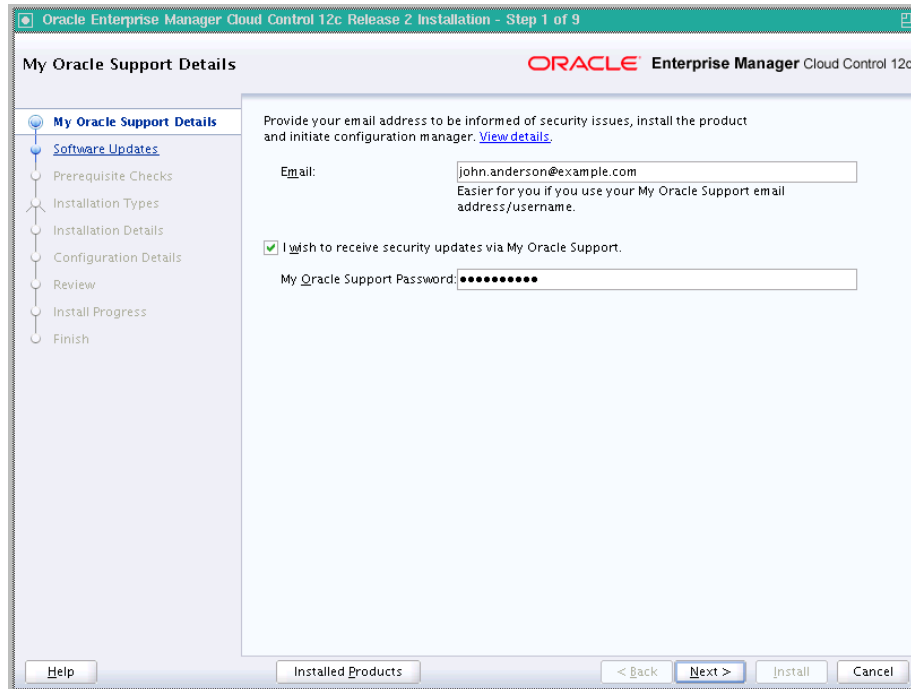 Oracle Enterprise Manager Cloud Control 12c Release 2 Installation - Step 1 of 9
My Oracle Support Details
ORACLE Enterprise Manager Cloud Control 12c
My Oracle Support Details
Software Updates
Prerequisite Checks
Installation Types
Installation Details
Configuration Details
Review
Install Progress
Finish
Provide your email address to be informed of security issues, install the product
and initiate configuration manager. View details.
Email: john.anderson@example.com
Easier for you if you use your My Oracle Support email
address/username.
I wish to receive security updates via My Oracle Support.
My Oracle Support Password: ●●●●●●●●●●
Help Installed Products < Back Next > Install Cancel